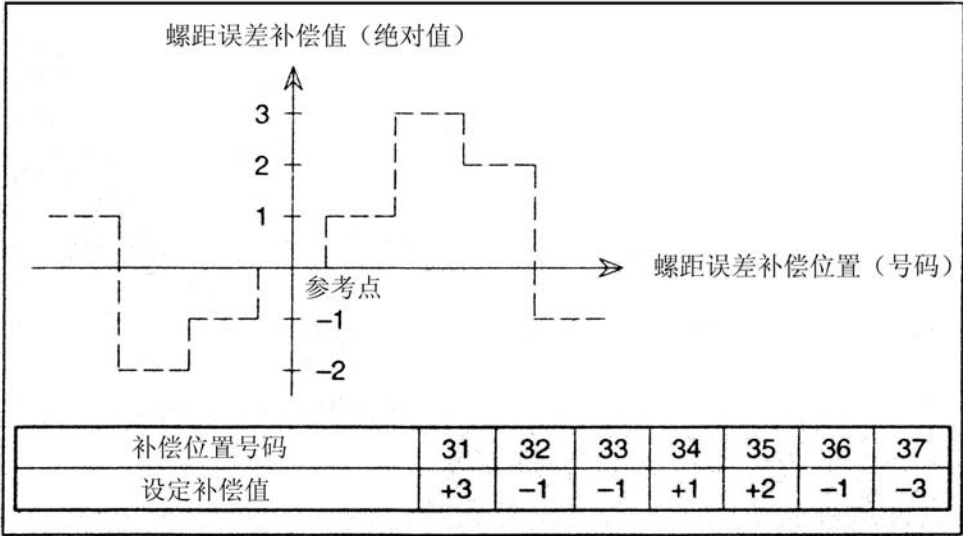 螺距误差补偿值（绝对值）
3
2
1
螺距误差补偿位置（号码）
参考点
–1
–2
补偿位置号码 31 32 33 34 35 36 37
设定补偿值 +3 –1 –1 +1 +2 –1 –3